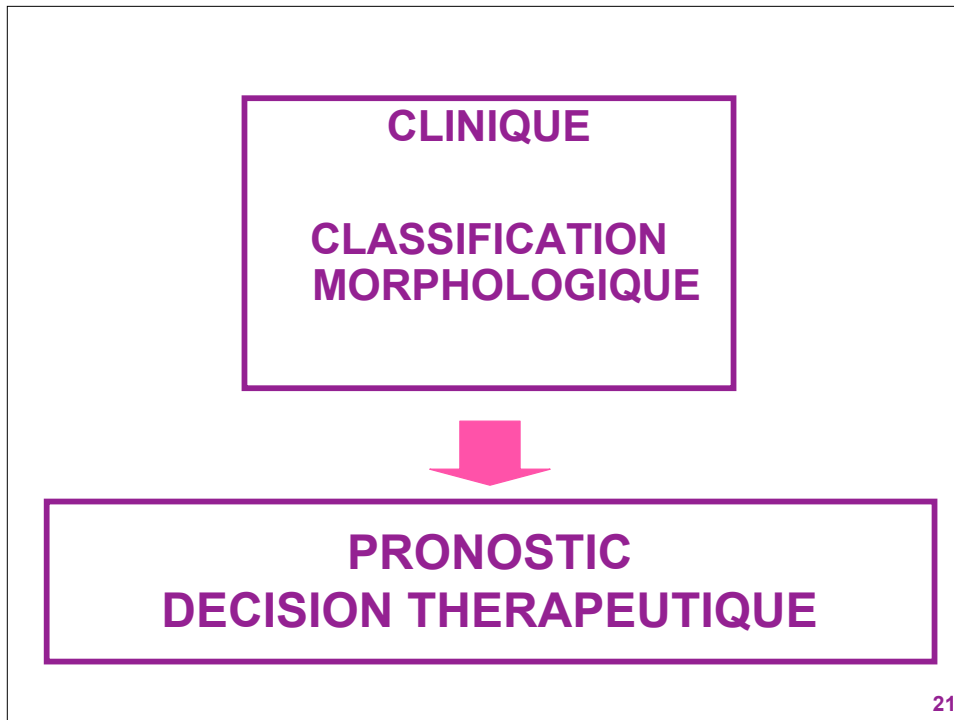 CLINIQUE
CLASSIFICATION
MORPHOLOGIQUE
PRONOSTIC
DECISION THERAPEUTIQUE
21